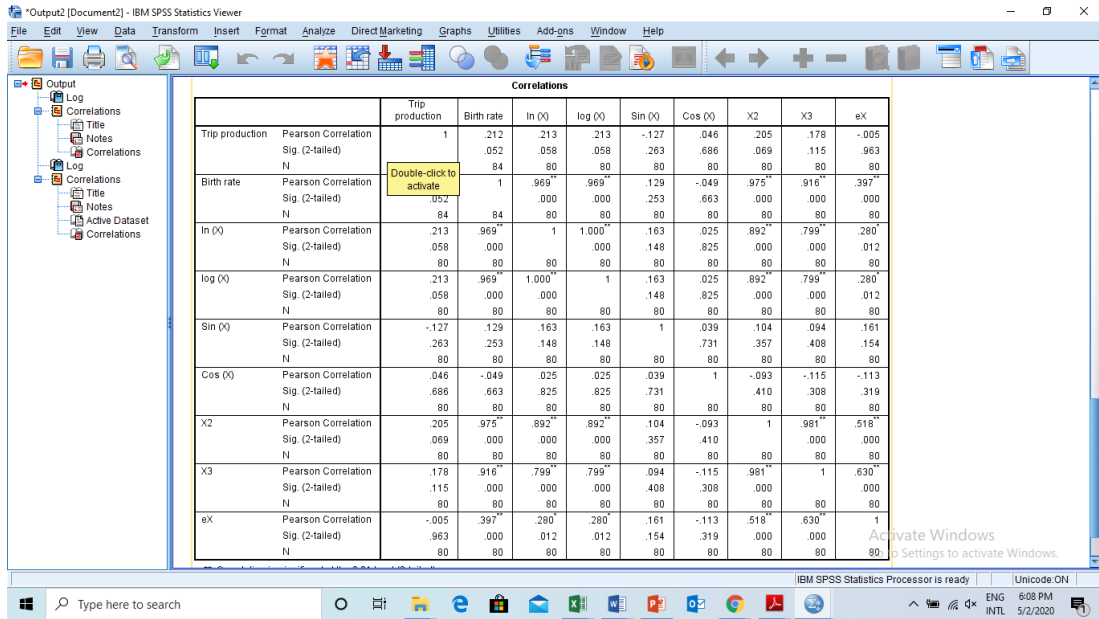 *Output2 [Document2] - IBM SPSS Statistics Viewer
File Edit View Data Transform Insert Format Analyze Direct Marketing Graphs Utilities Add-ons Window Help
Output
Log
Correlations
Title
Notes
Correlations
Log
Correlations
Title
Notes
Active Dataset
Correlations
Correlations
Trip production Birth rate ln (X) log (X) Sin (X) Cos (X) X2 X3 eX
Trip production Pearson Correlation 1 .212 .213 .213 -.127 .046 .205 .178 -.005
Sig. (2-tailed) .052 .058 .058 .263 .686 .069 .115 .963
N 84 80 80 80 80 80 80 80
Double-click to
activate
Birth rate Pearson Correlation 1 .969** .969** .129 -.049 .975** .916** .397**
Sig. (2-tailed) .052 .000 .000 .253 .663 .000 .000 .000
N 84 84 80 80 80 80 80 80 80
ln (X) Pearson Correlation .213 .969** 1 1.000** .163 .025 .892** .799** .280*
Sig. (2-tailed) .058 .000 .000 .148 .825 .000 .000 .012
N 80 80 80 80 80 80 80 80 80
log (X) Pearson Correlation .213 .969** 1.000** 1 .163 .025 .892** .799** .280*
Sig. (2-tailed) .058 .000 .000 .148 .825 .000 .000 .012
N 80 80 80 80 80 80 80 80 80
Sin (X) Pearson Correlation -.127 .129 .163 .163 1 .039 .104 .094 .161
Sig. (2-tailed) .263 .253 .148 .148 .731 .357 .408 .154
N 80 80 80 80 80 80 80 80 80
Cos (X) Pearson Correlation .046 -.049 .025 .025 .039 1 -.093 -.115 -.113
Sig. (2-tailed) .686 .663 .825 .825 .731 .410 .308 .319
N 80 80 80 80 80 80 80 80 80
X2 Pearson Correlation .205 .975** .892** .892** .104 -.093 1 .981** .518**
Sig. (2-tailed) .069 .000 .000 .000 .357 .410 .000 .000
N 80 80 80 80 80 80 80 80 80
X3 Pearson Correlation .178 .916** .799** .799** .094 -.115 .981** 1 .630**
Sig. (2-tailed) .115 .000 .000 .000 .408 .308 .000 .000
N 80 80 80 80 80 80 80 80 80
eX Pearson Correlation -.005 .397** .280* .280* .161 -.113 .518** .630** 1
Sig. (2-tailed) .963 .000 .012 .012 .154 .319 .000 .000
N 80 80 80 80 80 80 80 80 80
Activate Windows
Go to Settings to activate Windows.
IBM SPSS Statistics Processor is ready Unicode:ON
Type here to search
ENG 6:08 PM
INTL 5/2/2020